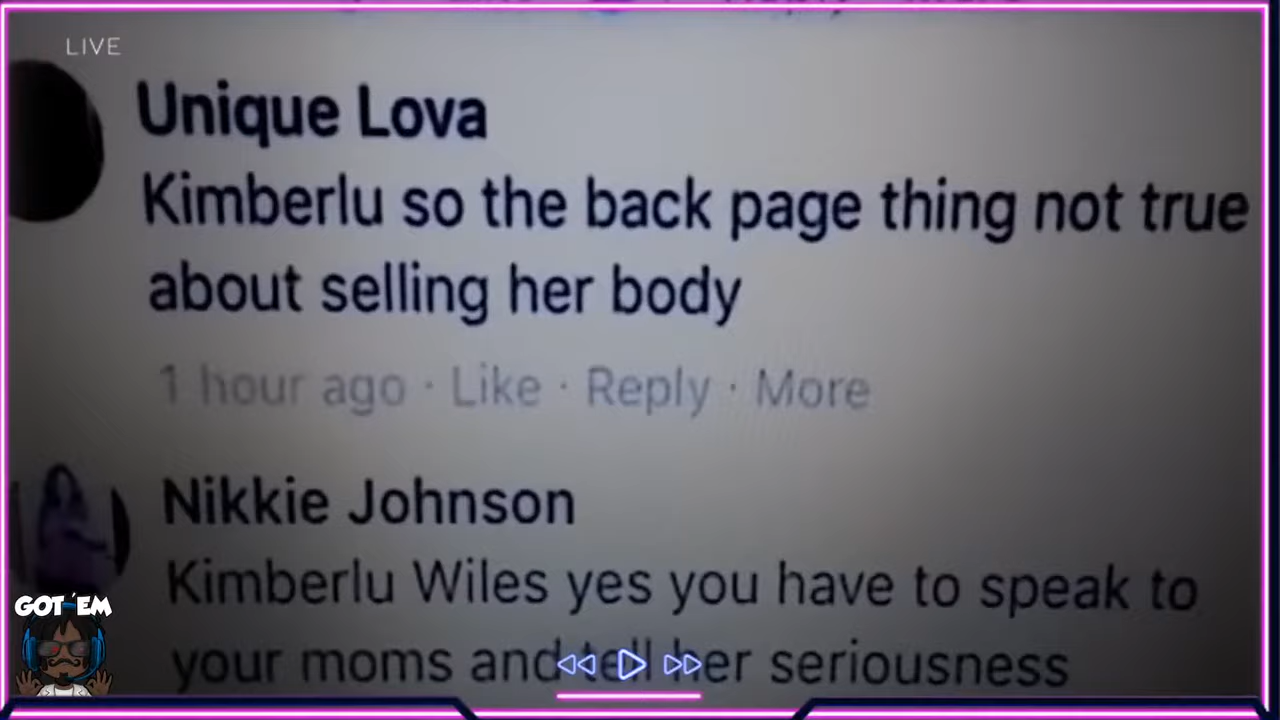 LIVE
Unique Lova
Kimberlu so the back page thing not true
about selling her body
1 hour ago · Like · Reply · More
Nikkie Johnson
Kimberlu Wiles yes you have to speak to
your moms and tell her seriousness
GOT 'EM